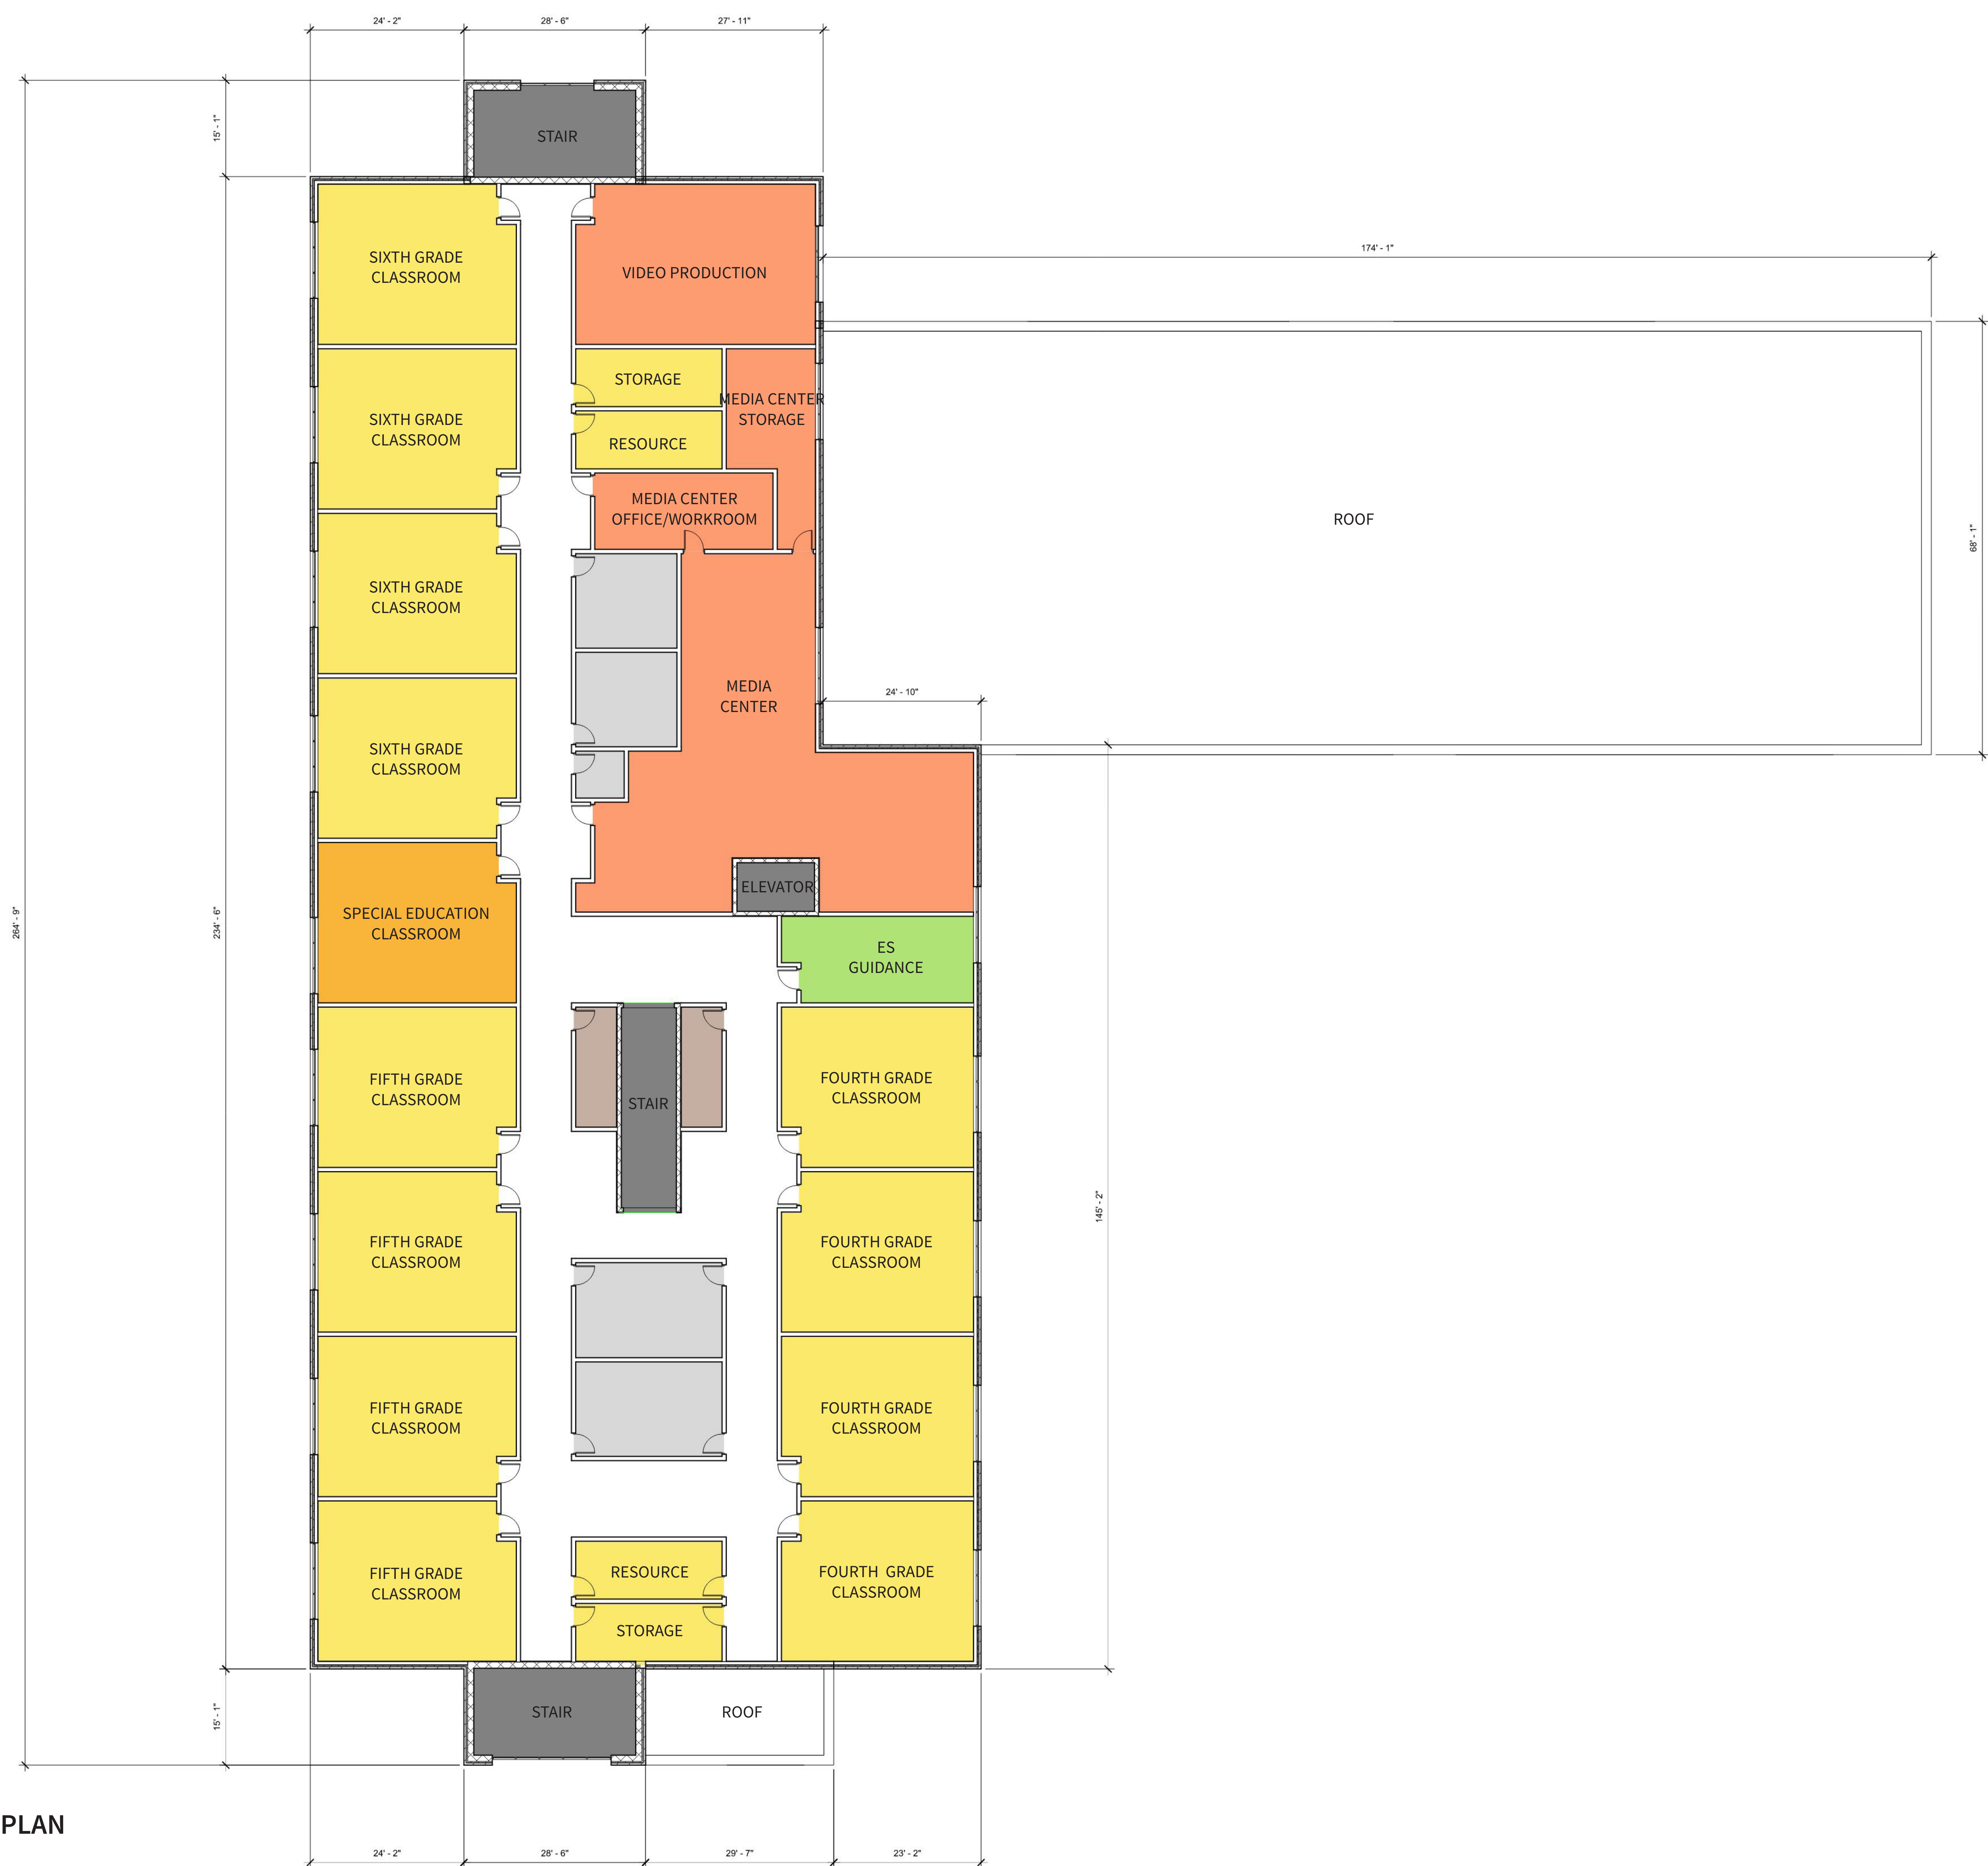 24' - 2"
28' - 6"
27' - 11"
15' - 1"
STAIR
174' - 1"
SIXTH GRADE
CLASSROOM
VIDEO PRODUCTION
STORAGE
MEDIA CENTER
STORAGE
SIXTH GRADE
CLASSROOM
RESOURCE
MEDIA CENTER
OFFICE/WORKROOM
ROOF
68' - 1"
SIXTH GRADE
CLASSROOM
MEDIA
CENTER
24' - 10"
SIXTH GRADE
CLASSROOM
ELEVATOR
264' - 9"
234' - 6"
SPECIAL EDUCATION
CLASSROOM
ES
GUIDANCE
FIFTH GRADE
CLASSROOM
STAIR
FOURTH GRADE
CLASSROOM
145' - 2"
FIFTH GRADE
CLASSROOM
FOURTH GRADE
CLASSROOM
FIFTH GRADE
CLASSROOM
FOURTH GRADE
CLASSROOM
FIFTH GRADE
CLASSROOM
RESOURCE
FOURTH GRADE
CLASSROOM
STORAGE
15' - 1"
STAIR
ROOF
PLAN
24' - 2"
28' - 6"
29' - 7"
23' - 2"